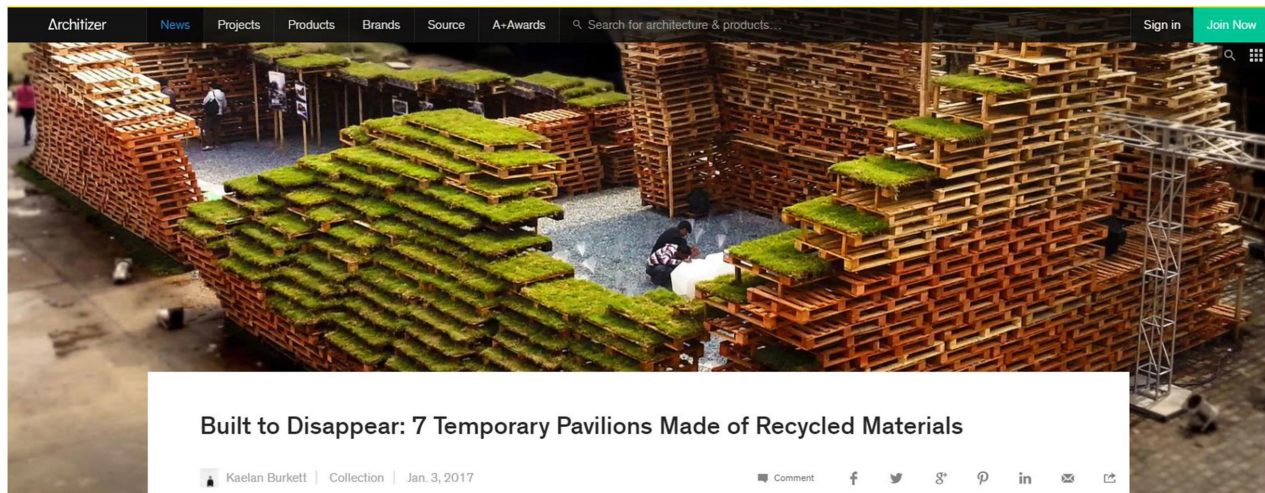 Architizer News Projects Products Brands Source A+Awards Search for architecture & products... Sign in Join Now
Built to Disappear: 7 Temporary Pavilions Made of Recycled Materials
Kaelan Burkett | Collection | Jan. 3, 2017 Comment